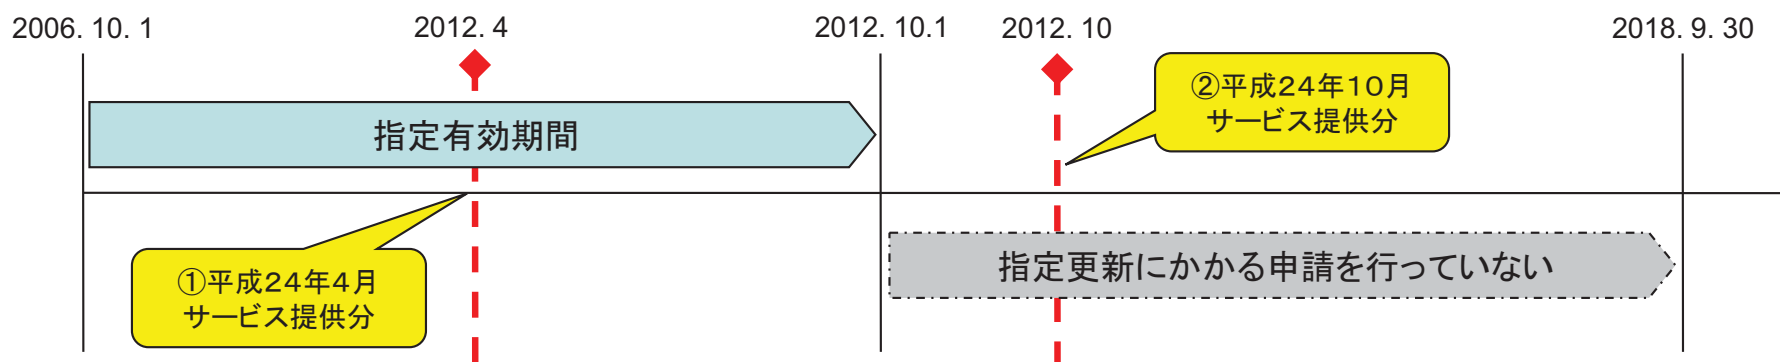 2006. 10. 1
2012. 4
2012. 10.1
2012. 10
2018. 9. 30
②平成24年10月
サービス提供分
指定有効期間
①平成24年4月
サービス提供分
指定更新にかかる申請を行っていない